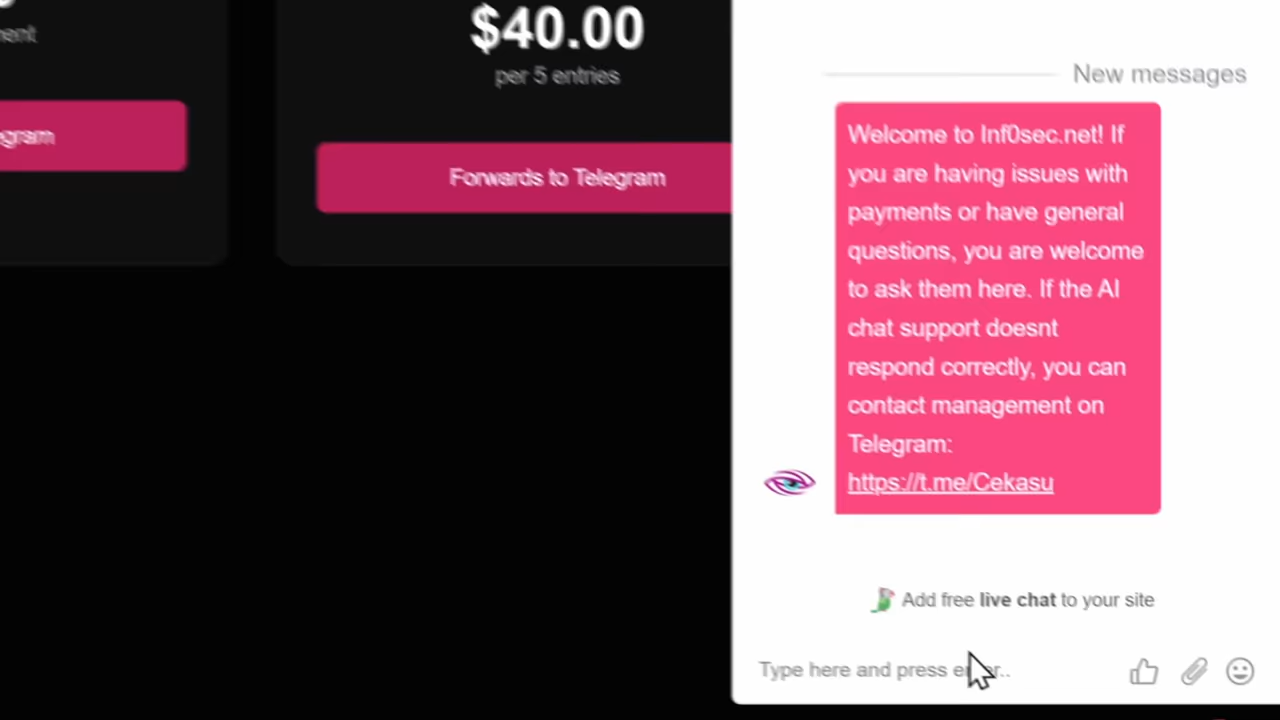 ent
egram
$40.00
per 5 entries
Forwards to Telegram
New messages
Welcome to Inf0sec.net! If
you are having issues with
payments or have general
questions, you are welcome
to ask them here. If the AI
chat support doesnt
respond correctly, you can
contact management on
Telegram:
https://t.me/Cekasu
Add free live chat to your site
Type here and press